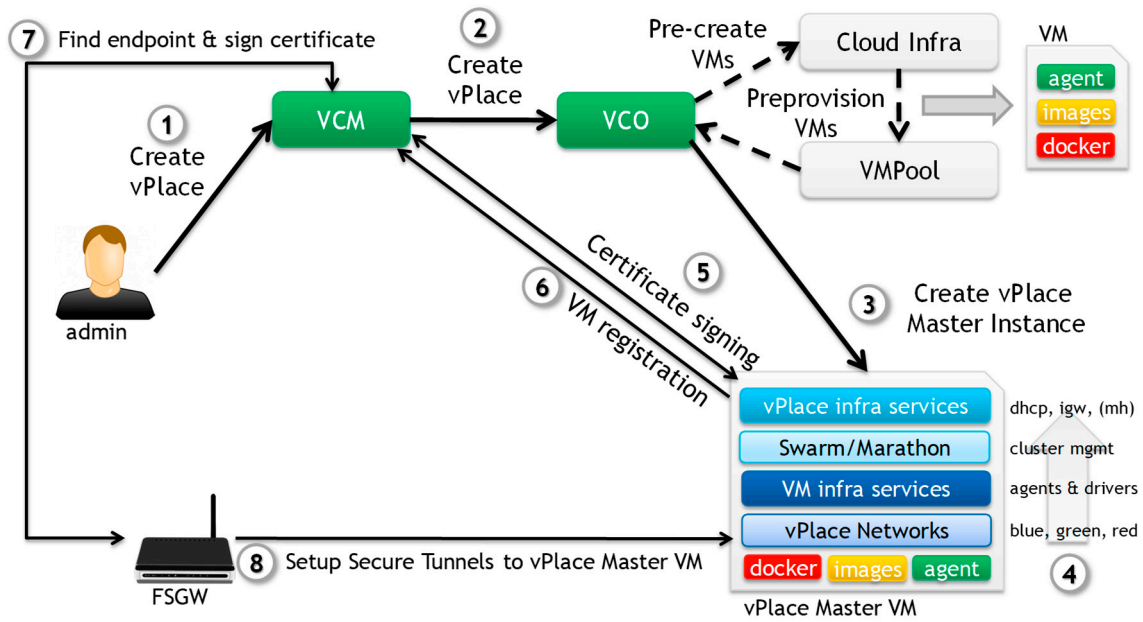 7
Find endpoint & sign certificate
2
Create
vPlace
Pre-create
VMs
Cloud Infra
VM
agent
images
docker
VCM
VCO
Preprovision
VMs
VMPool
1
Create
vPlace
admin
5
Certificate signing
6
VM registration
3
Create vPlace
Master Instance
vPlace infra services
dhcp, igw, (mh)
Swarm/Marathon
cluster mgmt
VM infra services
agents & drivers
vPlace Networks
blue, green, red
docker
images
agent
4
vPlace Master VM
8
Setup Secure Tunnels to vPlace Master VM
FSGW